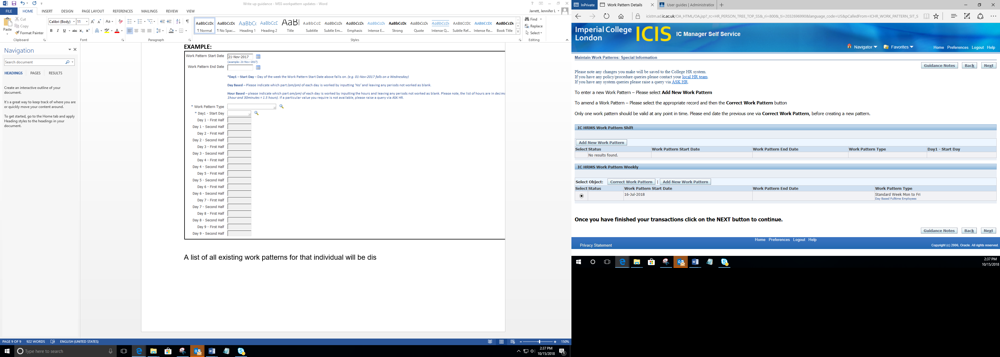 Write up guidance - MSS workpattern updates - Word
FILE HOME INSERT DESIGN PAGE LAYOUT REFERENCES MAILINGS REVIEW VIEW
Jarrett, Jennifer L
Paste
Cut
Copy
Format Painter
Clipboard
Calibri (Body) 11
Font
Paragraph
AaBbCcDc AaBbCcDc AaBbC( AaBbCcE AaBl AaBbCcD AaBbCcDc AaBbCcDc AaBbCcDc AaBbCcDc AaBbCcDc AaBbCcDc AABBCCDE AABBCCDE AaBbCcDc
¶ Normal ¶ No Spac... Heading 1 Heading 2 Title Subtitle Subtle Em... Emphasis Intense E... Strong Quote Intense Q... Subtle Ref... Intense Re... Book Title
Styles
Find
Replace
Select
Editing
Navigation
Search document
HEADINGS PAGES RESULTS
Create an interactive outline of your
document.
It's a great way to keep track of where you are
or quickly move your content around.
To get started, go to the Home tab and apply
Heading styles to the headings in your
document.
EXAMPLE:
Work Pattern Start Date 21-Nov-2017
(example: 21-Nov-2017)
Work Pattern End Date
*Day1 – Start Day – Day of the week the Work Pattern Start Date above falls on. (e.g. 01-Nov-2017 falls on a Wednesday)
Day Based – Please indicate which part (am/pm) of each day is worked by inputting 'Yes' and leaving any periods not worked as blank.
Hour Based – please indicate which part am/pm) of each day is worked by inputting the hours and leaving any periods not worked as blank. Please note, the list of hours are in decima
1hour and 30minutes = 1.5 hours). If a particular value you require is not available, please raise a query via ASK HR.
* Work Pattern Type
* Day1 - Start Day
Day 1 - First Half
Day 1 - Second Half
Day 2 - First Half
Day 2 - Second Half
Day 3 - First Half
Day 3 - Second Half
Day 4 - First Half
Day 4 - Second Half
Day 5 - First Half
Day 5 - Second Half
Day 6 - First Half
Day 6 - Second Half
Day 7 - First Half
Day 7 - Second Half
Day 8 - First Half
Day 8 - Second Half
Day 9 - First Half
Day 9 - Second Half
A list of all existing work patterns for that individual will be dis
PAGE 9 OF 9 922 WORDS ENGLISH (UNITED STATES)
150%
Type here to search
2:37 PM
10/15/2018
InPrivate Work Pattern Details User guides | Administration
icistrn.ad.ic.ac.uk/OA_HTML/OA.jsp?_rc=HR_PERSON_TREE_TOP_SS&_ri=800&_ti=2032696990&language_code=US&pCalledFrom=ICHR_WORK_PATTERN_SIT_S
Imperial College
London
ICIS
IC Manager Self Service
Navigator Favorites Home Preferences Logout Help
Maintain Work Patterns: Special Information
Guidance Notes Back Next
Please note any changes you make will be saved to the College HR system.
If you have any policy/procedure queries please contact your local HR team.
If you have any system queries please raise a query via ASK HR.
To enter a new Work Pattern – Please select Add New Work Pattern
To amend a Work Pattern – Please select the appropriate record and then the Correct Work Pattern button
Only one work pattern should be valid at any point in time. Please end date the previous one via Correct Work Pattern, before creating a new pattern.
IC HRMS Work Pattern Shift
Add New Work Pattern
Select Status Work Pattern Start Date Work Pattern End Date Work Pattern Type Day1 - Start Day
No results found.
IC HRMS Work Pattern Weekly
Select Object: Correct Work Pattern | Add New Work Pattern
Select Status Work Pattern Start Date Work Pattern End Date Work Pattern Type
16-Jul-2018 Standard Week Mon to Fri
Day Based Fulltime Employees
Once you have finished your transactions click on the NEXT button to continue.
Guidance Notes Back Next
Home Preferences Logout Help
Privacy Statement
Copyright (c) 2006, Oracle. All rights reserved.
2:37 PM
10/15/2018